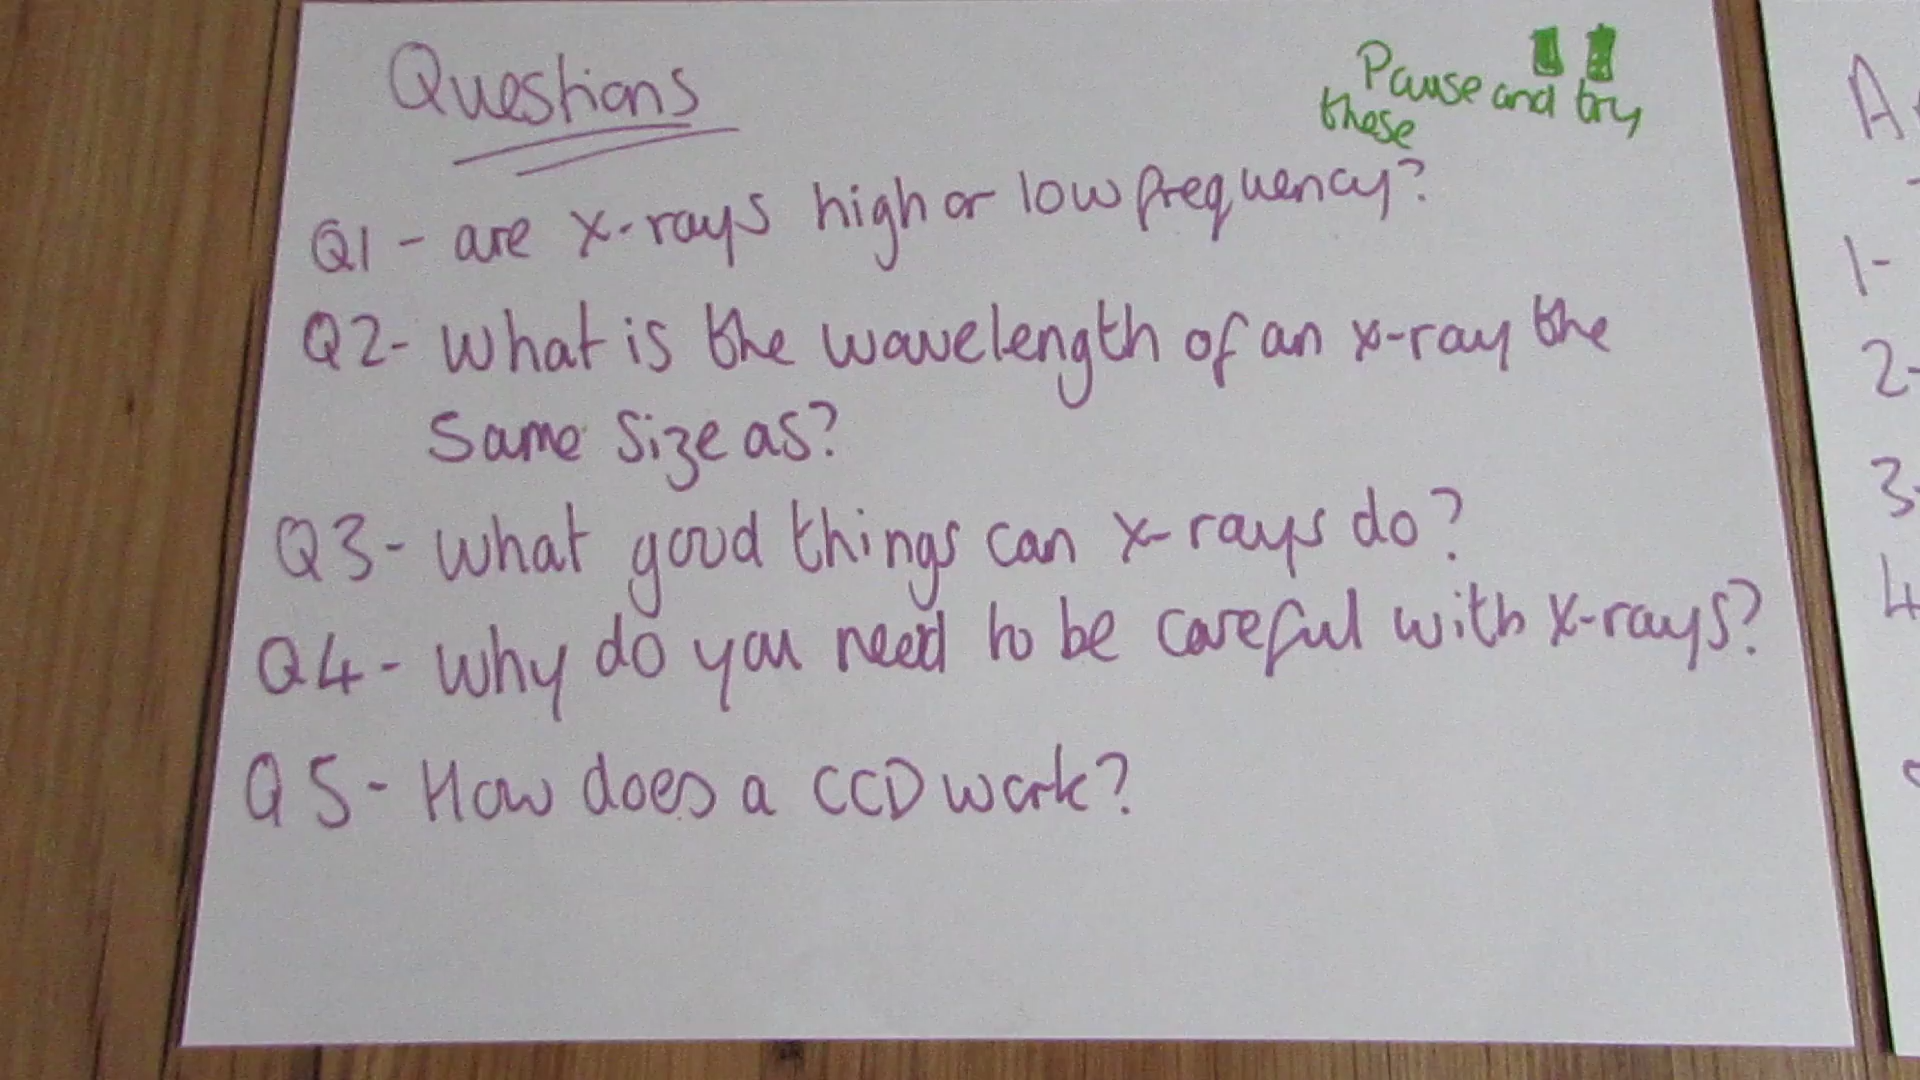 Questions
Pause and try
these
Q1 - are x-rays high or low frequency?
Q2 - What is the wavelength of an x-ray the
same size as?
Q3 - what good things can x-rays do?
Q4 - Why do you need to be careful with x-rays?
Q5 - How does a CCD work?
A
1-
2-
3-
4